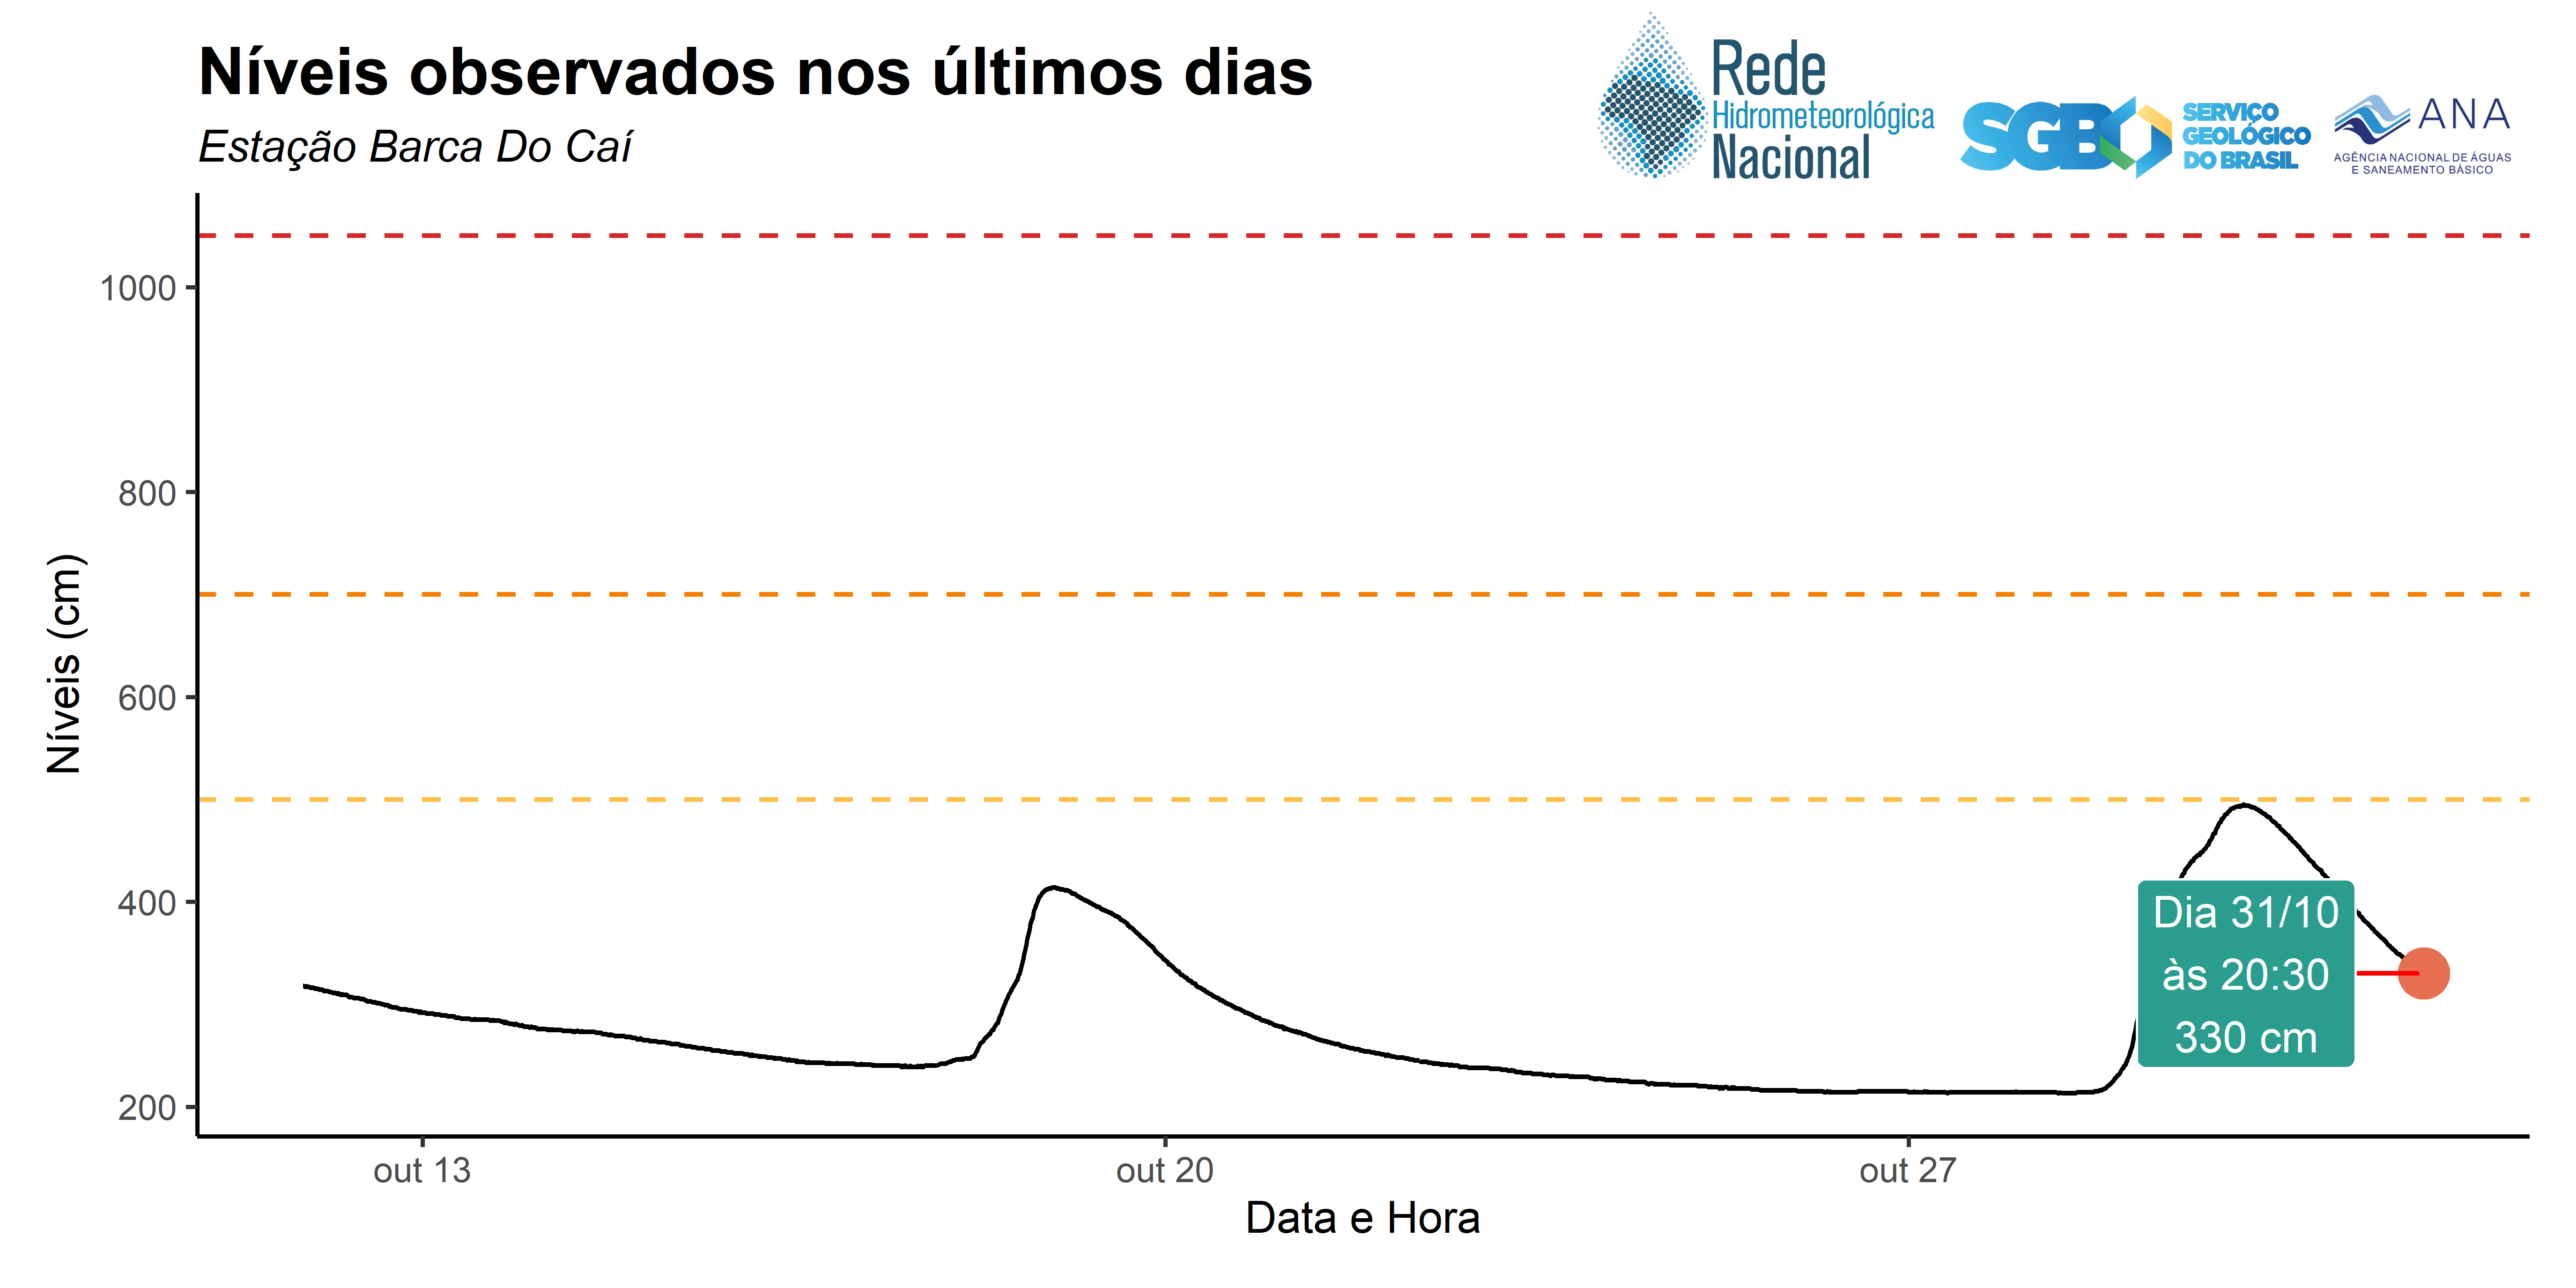 Níveis observados nos últimos dias
Estação Barca Do Caí
Rede
Hidrometeorológica
Nacional
SGB
SERVIÇO
GEOLÓGICO
DO BRASIL
ANA
AGÊNCIA NACIONAL DE ÁGUAS
E SANEAMENTO BÁSICO
Níveis (cm)
1000
800
600
400
200
Dia 31/10
às 20:30
330 cm
out 13
out 20
out 27
Data e Hora